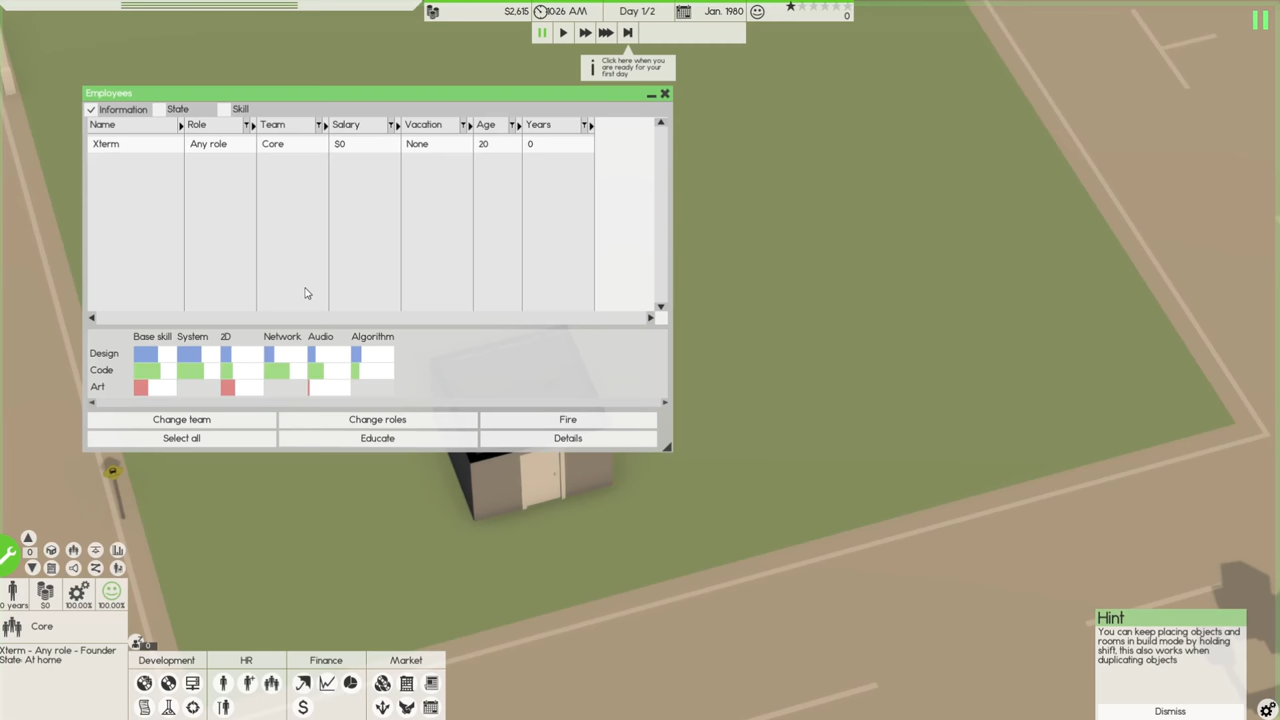 $2,615 10:26 AM Day 1/2 Jan. 1980 0
Click here when you
are ready for your
first day
Employees
Information State Skill
Name Role Team Salary Vacation Age Years
Xterm Any role Core $0 None 20 0
Base skill System 2D Network Audio Algorithm
Design
Code
Art
Change team Change roles Fire
Select all Educate Details
0
0 years $0 100.00% 100.00%
Core
0
Xterm - Any role - Founder
State: At home
Development HR Finance Market
Hint
You can keep placing objects and
rooms in build mode by holding
shift, this also works when
duplicating objects
Dismiss